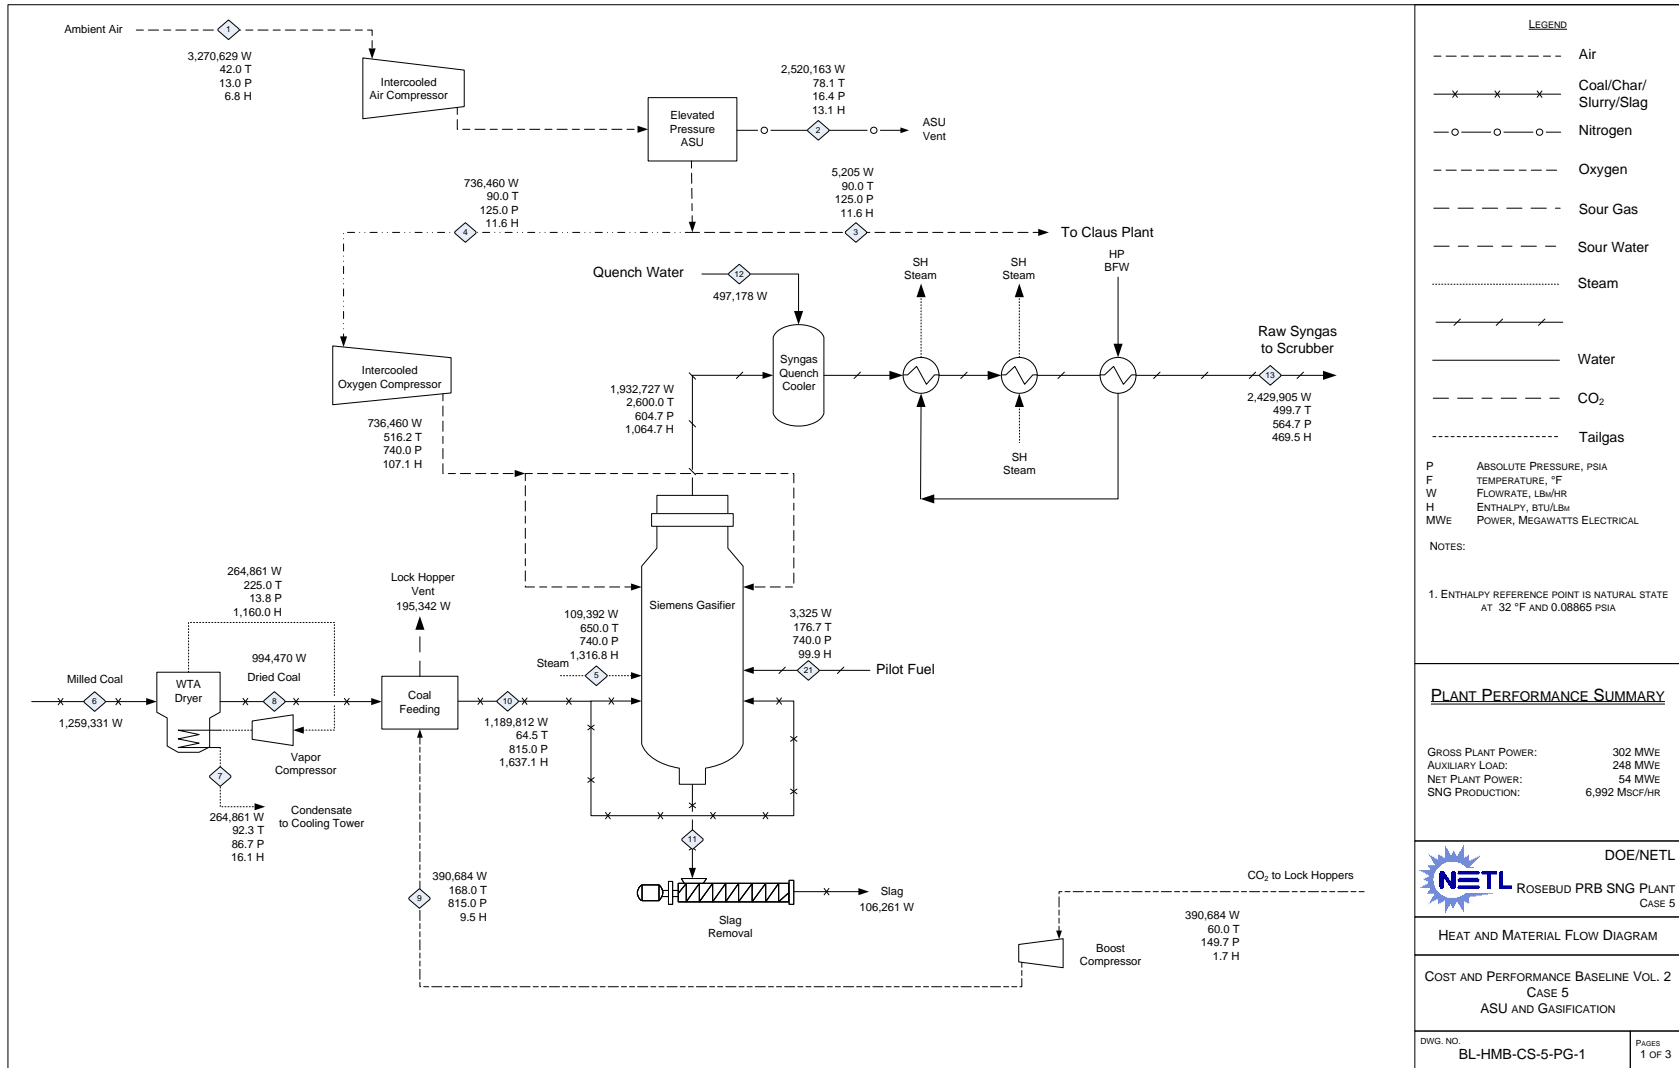 Ambient Air
1
3,270,629 W
42.0 T
13.0 P
6.8 H
Intercooled
Air Compressor
Elevated
Pressure
ASU
2,520,163 W
78.1 T
16.4 P
13.1 H
2
ASU
Vent
736,460 W
90.0 T
125.0 P
11.6 H
4
5,205 W
90.0 T
125.0 P
11.6 H
3
To Claus Plant
Quench Water
12
497,178 W
SH
Steam
SH
Steam
HP
BFW
Syngas
Quench
Cooler
SH
Steam
Raw Syngas
to Scrubber
13
2,429,905 W
499.7 T
564.7 P
469.5 H
Intercooled
Oxygen Compressor
736,460 W
516.2 T
740.0 P
107.1 H
1,932,727 W
2,600.0 T
604.7 P
1,064.7 H
Siemens Gasifier
264,861 W
225.0 T
13.8 P
1,160.0 H
Lock Hopper
Vent
195,342 W
109,392 W
650.0 T
740.0 P
1,316.8 H
Steam
5
3,325 W
176.7 T
740.0 P
99.9 H
21
Pilot Fuel
Milled Coal
6
1,259,331 W
WTA
Dryer
994,470 W
Dried Coal
8
Coal
Feeding
10
1,189,812 W
64.5 T
815.0 P
1,637.1 H
Vapor
Compressor
7
Condensate
to Cooling Tower
264,861 W
92.3 T
86.7 P
16.1 H
11
Slag
106,261 W
Slag
Removal
390,684 W
168.0 T
815.0 P
9.5 H
9
CO2 to Lock Hoppers
390,684 W
60.0 T
149.7 P
1.7 H
Boost
Compressor
LEGEND
Air
Coal/Char/
Slurry/Slag
Nitrogen
Oxygen
Sour Gas
Sour Water
Steam
Water
CO2
Tailgas
P ABSOLUTE PRESSURE, PSIA
F TEMPERATURE, °F
W FLOWRATE, LBM/HR
H ENTHALPY, BTU/LBM
MWE POWER, MEGAWATTS ELECTRICAL
NOTES:
1. ENTHALPY REFERENCE POINT IS NATURAL STATE
AT 32 °F AND 0.08865 PSIA
PLANT PERFORMANCE SUMMARY
GROSS PLANT POWER: 302 MWE
AUXILIARY LOAD: 248 MWE
NET PLANT POWER: 54 MWE
SNG PRODUCTION: 6,992 MSCF/HR
NETL
DOE/NETL
ROSEBUD PRB SNG PLANT
CASE 5
HEAT AND MATERIAL FLOW DIAGRAM
COST AND PERFORMANCE BASELINE VOL. 2
CASE 5
ASU AND GASIFICATION
DWG. NO.
BL-HMB-CS-5-PG-1
PAGES
1 OF 3